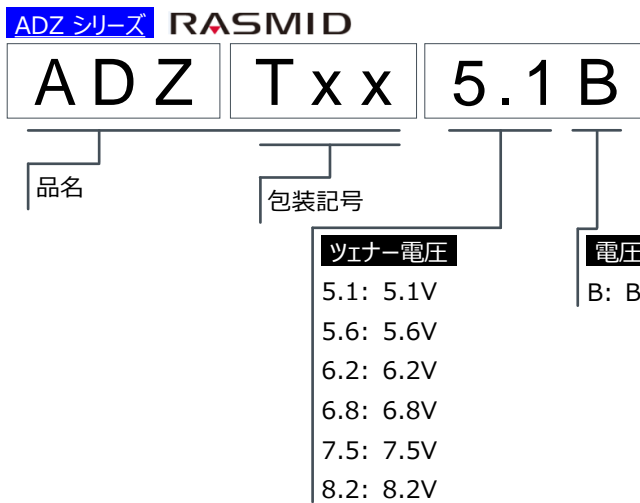 ADZ シリーズ RASMID
ADZ Txx 5.1B
品名
包装記号
ツェナー電圧
電圧
5.1: 5.1V
B: B
5.6: 5.6V
6.2: 6.2V
6.8: 6.8V
7.5: 7.5V
8.2: 8.2V